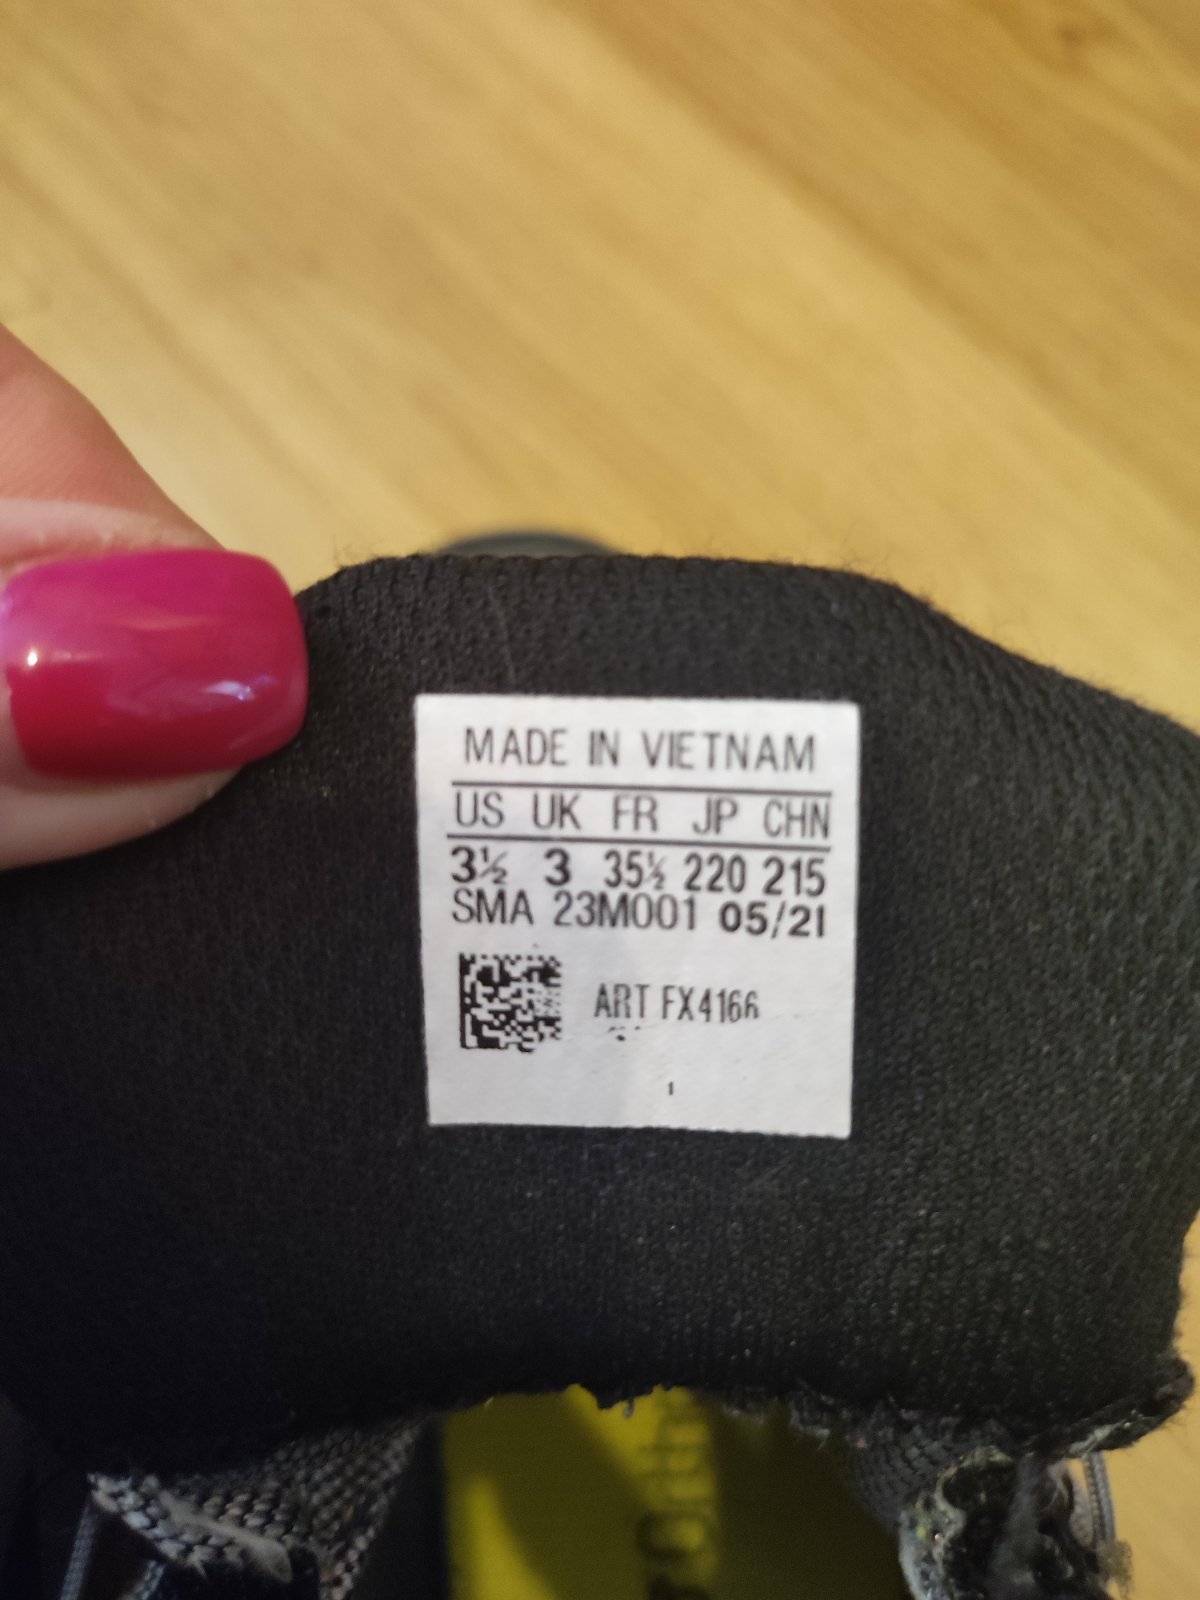 MADE IN VIETNAM
US UK FR JP CHN
3½ 3 35½ 220 215
SMA 23M001 05/21
ART FX4166
1